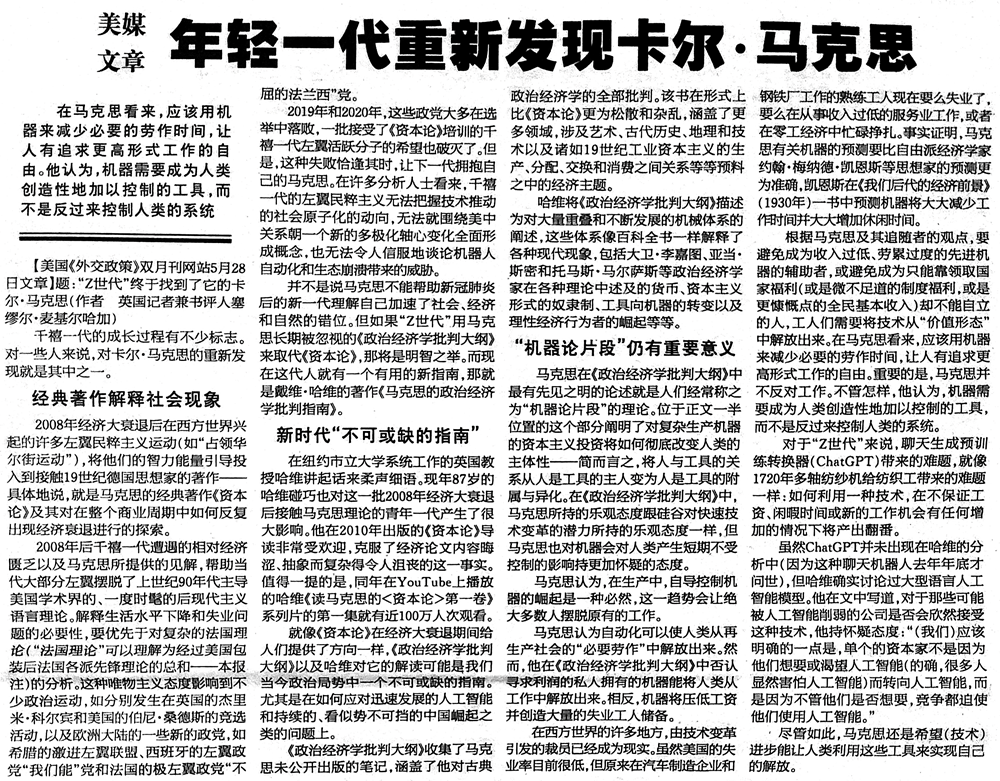 美媒
文章
年轻一代重新发现卡尔·马克思
在马克思看来，应该用机
器来减少必要的劳作时间，让
人有追求更高形式工作的自
由。他认为，机器需要成为人类
创造性地加以控制的工具，而
不是反过来控制人类的系统
【美国《外交政策》双月刊网站5月28
日文章】题：“Z世代”终于找到了它的卡
尔·马克思（作者　英国记者兼书评人塞
缪尔·麦基尔哈加）
千禧一代的成长过程有不少标志。
对一些人来说，对卡尔·马克思的重新发
现就是其中之一。
经典著作解释社会现象
2008年经济大衰退后在西方世界兴
起的许多左翼民粹主义运动（如“占领华
尔街运动”），将他们的智力能量引导投
入到接触19世纪德国思想家的著作——
具体地说，就是马克思的经典著作《资本
论》及其对在整个商业周期中如何反复
出现经济衰退进行的探索。
2008年后千禧一代遭遇的相对经济
匮乏以及马克思所提供的见解，帮助当
代大部分左翼摆脱了上世纪90年代主导
美国学术界的、一度时髦的后现代主义
语言理论。解释生活水平下降和失业问
题的必要性，要优先于对复杂的法国理
论（“法国理论”可以理解为经过美国包
装后法国各派先锋理论的总和——本报
注）的分析。这种唯物主义态度影响到不
少政治运动，如分别发生在英国的杰里
米·科尔宾和美国的伯尼·桑德斯的竞选
活动，以及欧洲大陆的一些新的政党，如
希腊的激进左翼联盟、西班牙的左翼政
党“我们能”党和法国的极左翼政党“不
屈的法兰西”党。
2019年和2020年，这些政党大多在选
举中落败，一批接受了《资本论》培训的千
禧一代左翼活跃分子的希望也破灭了。但
是，这种失败恰逢其时，让下一代拥抱自
己的马克思。在许多分析人士看来，千禧
一代的左翼民粹主义无法把握技术推动
的社会原子化的动向，无法就围绕美中
关系朝一个新的多极化轴心变化全面形
成概念，也无法令人信服地谈论机器人
自动化和生态崩溃带来的威胁。
并不是说马克思不能帮助新冠肺炎
后的新一代理解自己加速了社会、经济
和自然的错位。但如果“Z世代”用马克
思长期被忽视的《政治经济学批判大纲》
来取代《资本论》，那将是明智之举。而现
在这代人就有一个有用的新指南，那就
是戴维·哈维的著作《马克思的政治经济
学批判指南》。
新时代“不可或缺的指南”
在纽约市立大学系统工作的英国教
授哈维讲起话来柔声细语。现年87岁的
哈维碰巧也对这一批2008年经济大衰退
后接触马克思理论的青年一代产生了很
大影响。他在2010年出版的《资本论》导
读非常受欢迎，克服了经济论文内容晦
涩、抽象而复杂得令人沮丧的这一事实。
值得一提的是，同年在YouTube上播放
的哈维《读马克思的<资本论>第一卷》
系列片的第一集就有近100万人次观看。
就像《资本论》在经济大衰退期间给
人们提供了方向一样，《政治经济学批判
大纲》以及哈维对它的解读可能是我们
当今政治局势中一个不可或缺的指南。
尤其是在如何应对迅速发展的人工智能
和持续的、看似势不可挡的中国崛起之
类的问题上。
《政治经济学批判大纲》收集了马克
思未公开出版的笔记，涵盖了他对古典
政治经济学的全部批判。该书在形式上
比《资本论》更为松散和杂乱，涵盖了更
多领域，涉及艺术、古代历史、地理和技
术以及诸如19世纪工业资本主义的生
产、分配、交换和消费之间关系等等预料
之中的经济主题。
哈维将《政治经济学批判大纲》描述
为对大量重叠和不断发展的机械体系的
阐述，这些体系像百科全书一样解释了
各种现代现象，包括大卫·李嘉图、亚当·
斯密和托马斯·马尔萨斯等政治经济学
家在各种理论中述及的货币、资本主义
形式的奴隶制、工具向机器的转变以及
理性经济行为者的崛起等等。
“机器论片段”仍有重要意义
马克思在《政治经济学批判大纲》中
最有先见之明的论述就是人们经常称之
为“机器论片段”的理论。位于正文一半
位置的这个部分阐明了对复杂生产机器
的资本主义投资将如何彻底改变人类的
主体性——简而言之，将人与工具的关
系从人是工具的主人变为人是工具的附
属与异化。在《政治经济学批判大纲》中，
马克思所持的乐观态度跟硅谷对快速技
术变革的潜力所持的乐观态度一样，但
马克思也对机器会对人类产生短期不受
控制的影响持更加怀疑的态度。
马克思认为，在生产中，自导控制机
器的崛起是一种必然，这一趋势会让绝
大多数人摆脱原有的工作。
马克思认为自动化可以使人类从再
生产社会的“必要劳作”中解放出来。然
而，他在《政治经济学批判大纲》中否认
寻求利润的私人拥有的机器能将人类从
工作中解放出来。相反，机器将压低工资
并创造大量的失业工人储备。
在西方世界的许多地方，由技术变革
引发的裁员已经成为现实。虽然美国的失
业率目前很低，但原来在汽车制造企业和
钢铁厂工作的熟练工人现在要么失业了，
要么在从事收入过低的服务业工作，或者
在零工经济中忙碌挣扎。事实证明，马克
思有关机器的预测要比自由派经济学家
约翰·梅纳德·凯恩斯等思想家的预测更
为准确，凯恩斯在《我们后代的经济前景》
（1930年）一书中预测机器将大大减少工
作时间并大大增加休闲时间。
根据马克思及其追随者的观点，要
避免成为收入过低、劳累过度的先进机
器的辅助者，或避免成为只能靠领取国
家福利（或是微不足道的制度福利，或是
更慷慨点的全民基本收入）却不能自立
的人，工人们需要将技术从“价值形态”
中解放出来。在马克思看来，应该用机器
来减少必要的劳作时间，让人有追求更
高形式工作的自由。重要的是，马克思并
不反对工作。不管怎样，他认为，机器需
要成为人类创造性地加以控制的工具，
而不是反过来控制人类的系统。
对于“Z世代”来说，聊天生成预训
练转换器（ChatGPT）带来的难题，就像
1720年多轴纺纱机给纺织工带来的难题
一样：如何利用一种技术，在不保证工
资、闲暇时间或新的工作机会有任何增
加的情况下将产出翻番。
虽然ChatGPT并未出现在哈维的分
析中（因为这种聊天机器人去年年底才
问世），但哈维确实讨论过大型语言人工
智能模型。他在文中写道，对于那些可能
被人工智能削弱的公司是否会欣然接受
这种技术，他持怀疑态度：“（我们）应该
明确的一点是，单个的资本家不是因为
他们想要或渴望人工智能（的确，很多人
显然害怕人工智能）而转向人工智能，而
是因为不管他们是否想要，竞争都迫使
他们使用人工智能。”
尽管如此，马克思还是希望（技术）
进步能让人类利用这些工具来实现自己
的解放。